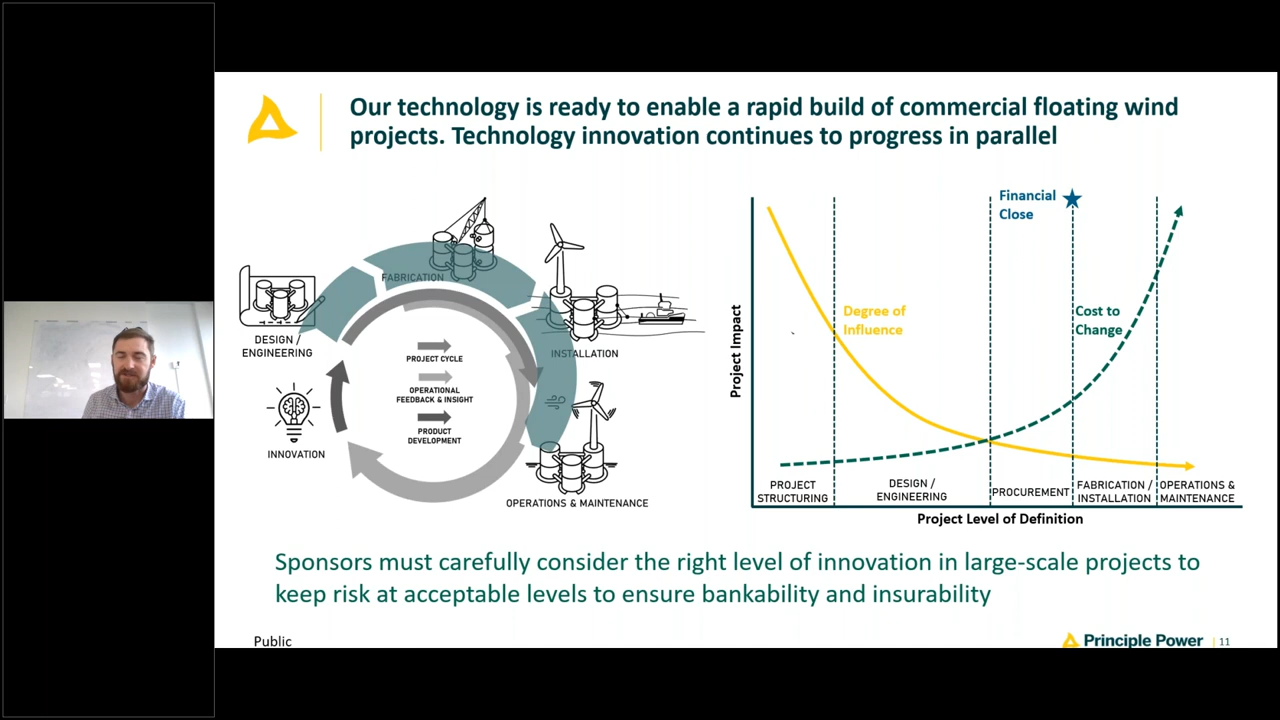 Our technology is ready to enable a rapid build of commercial floating wind
projects. Technology innovation continues to progress in parallel
FABRICATION
DESIGN /
ENGINEERING
INSTALLATION
PROJECT CYCLE
OPERATIONAL
FEEDBACK & INSIGHT
PRODUCT
DEVELOPMENT
INNOVATION
OPERATIONS & MAINTENANCE
Financial
Close
Degree of
Influence
Cost to
Change
Project Impact
PROJECT
STRUCTURING
DESIGN /
ENGINEERING
PROCUREMENT
FABRICATION /
INSTALLATION
OPERATIONS &
MAINTENANCE
Project Level of Definition
Sponsors must carefully consider the right level of innovation in large-scale projects to
keep risk at acceptable levels to ensure bankability and insurability
Public
Principle Power
11